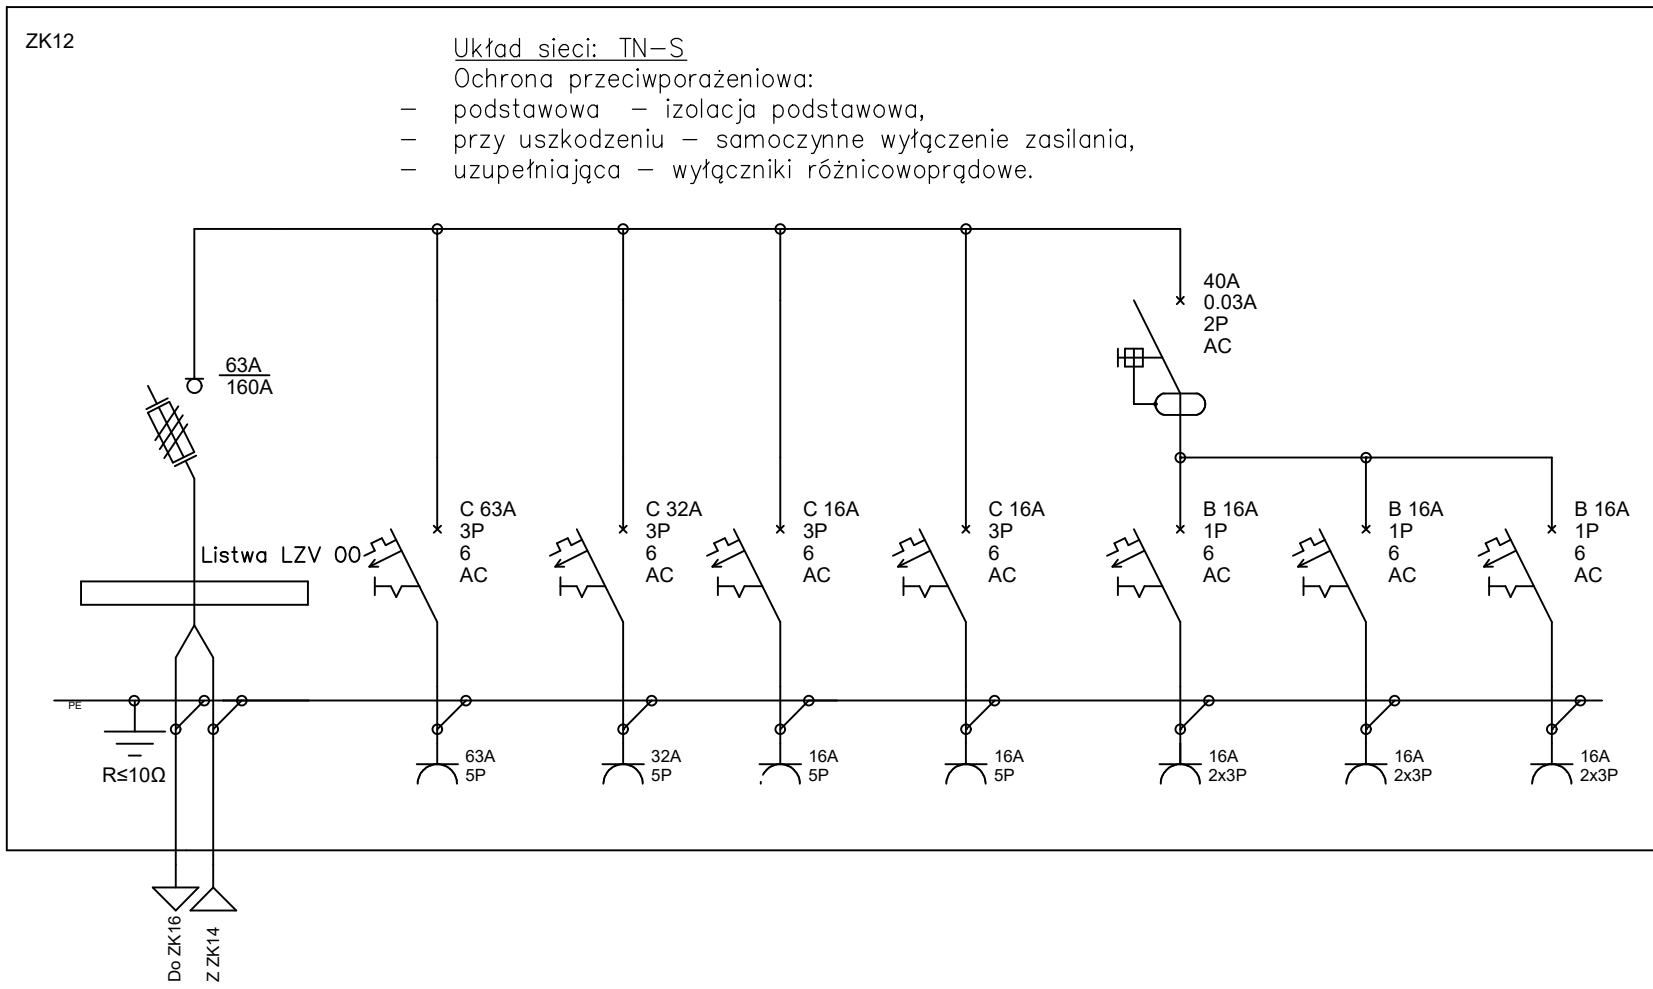 ZK12
Układ sieci: TN–S
Ochrona przeciwporażeniowa:
– podstawowa – izolacja podstawowa,
– przy uszkodzeniu – samoczynne wyłączenie zasilania,
– uzupełniająca – wyłączniki różnicowoprądowe.
40A
0.03A
2P
AC
63A
160A
Listwa LZV 00
C 63A
3P
6
AC
C 32A
3P
6
AC
C 16A
3P
6
AC
C 16A
3P
6
AC
B 16A
1P
6
AC
B 16A
1P
6
AC
B 16A
1P
6
AC
PE
R≤10Ω
63A
5P
32A
5P
16A
5P
16A
5P
16A
2x3P
16A
2x3P
16A
2x3P
Do ZK16
Z ZK14